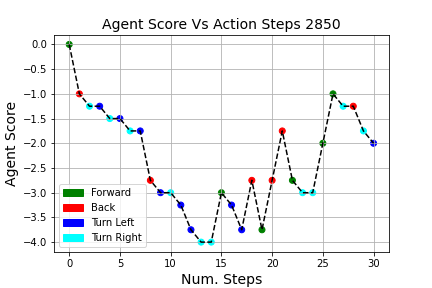 Agent Score Vs Action Steps 2850
Agent Score
0.0
−0.5
−1.0
−1.5
−2.0
−2.5
−3.0
−3.5
−4.0
Forward
Back
Turn Left
Turn Right
0 5 10 15 20 25 30
Num. Steps